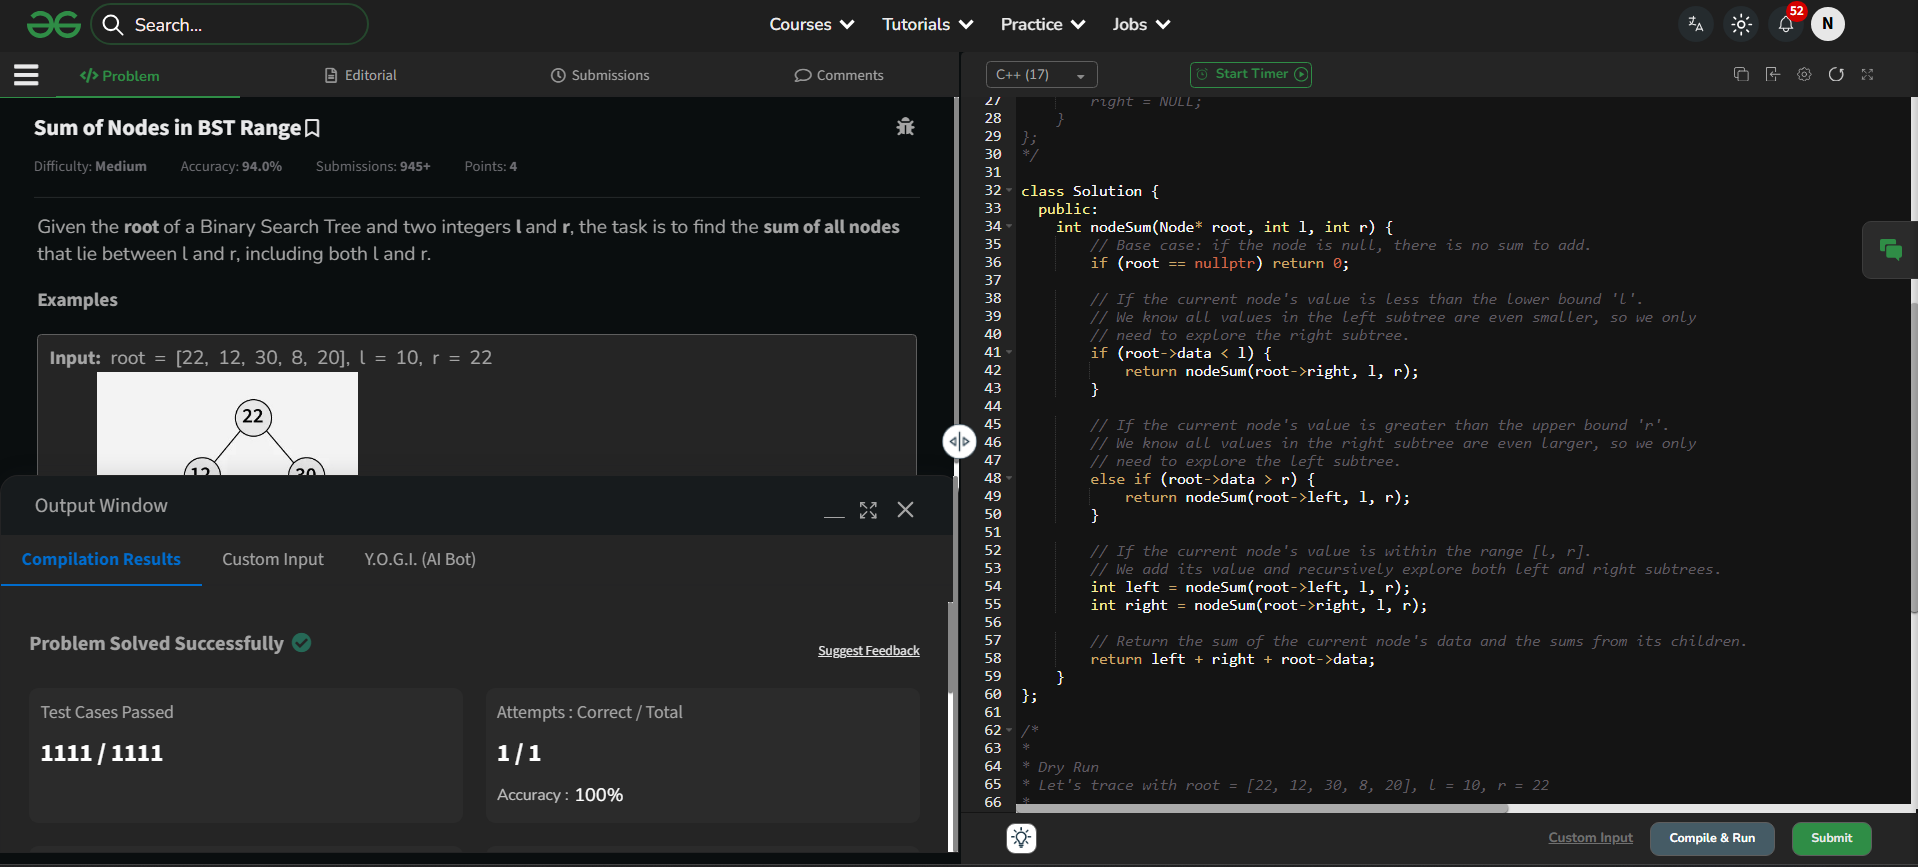 Search...
Courses
Tutorials
Practice
Jobs
52
N
</> Problem
Editorial
Submissions
Comments
Sum of Nodes in BST Range
Difficulty: Medium Accuracy: 94.0% Submissions: 945+ Points: 4
Given the root of a Binary Search Tree and two integers l and r, the task is to find the sum of all nodes
that lie between l and r, including both l and r.
Examples
Input: root = [22, 12, 30, 8, 20], l = 10, r = 22
22
12 30
Output Window
Compilation Results
Custom Input
Y.O.G.I. (AI Bot)
Problem Solved Successfully
Suggest Feedback
Test Cases Passed
1111 / 1111
Attempts : Correct / Total
1 / 1
Accuracy : 100%
C++ (17)
Start Timer
27 right = NULL;
28 }
29 };
30 */
31
32 class Solution {
33 public:
34 int nodeSum(Node* root, int l, int r) {
35 // Base case: if the node is null, there is no sum to add.
36 if (root == nullptr) return 0;
37
38 // If the current node's value is less than the lower bound 'l'.
39 // We know all values in the left subtree are even smaller, so we only
40 // need to explore the right subtree.
41 if (root->data < l) {
42 return nodeSum(root->right, l, r);
43 }
44
45 // If the current node's value is greater than the upper bound 'r'.
46 // We know all values in the right subtree are even larger, so we only
47 // need to explore the left subtree.
48 else if (root->data > r) {
49 return nodeSum(root->left, l, r);
50 }
51
52 // If the current node's value is within the range [l, r].
53 // We add its value and recursively explore both left and right subtrees.
54 int left = nodeSum(root->left, l, r);
55 int right = nodeSum(root->right, l, r);
56
57 // Return the sum of the current node's data and the sums from its children.
58 return left + right + root->data;
59 }
60 };
61
62 /*
63 *
64 * Dry Run
65 * Let's trace with root = [22, 12, 30, 8, 20], l = 10, r = 22
66 *
Custom Input
Compile & Run
Submit